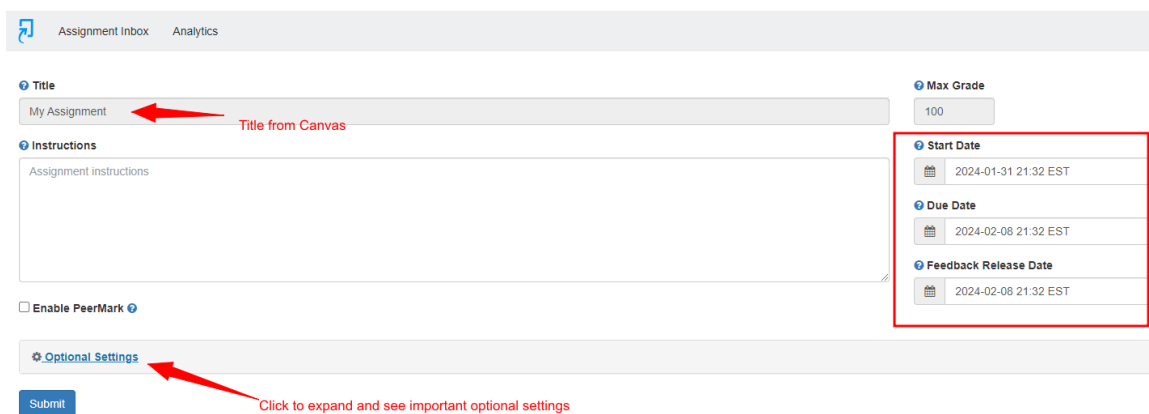 Assignment Inbox Analytics
Title
My Assignment
Title from Canvas
Instructions
Assignment instructions
Enable PeerMark
Optional Settings
Submit
Click to expand and see important optional settings
Max Grade
100
Start Date
2024-01-31 21:32 EST
Due Date
2024-02-08 21:32 EST
Feedback Release Date
2024-02-08 21:32 EST